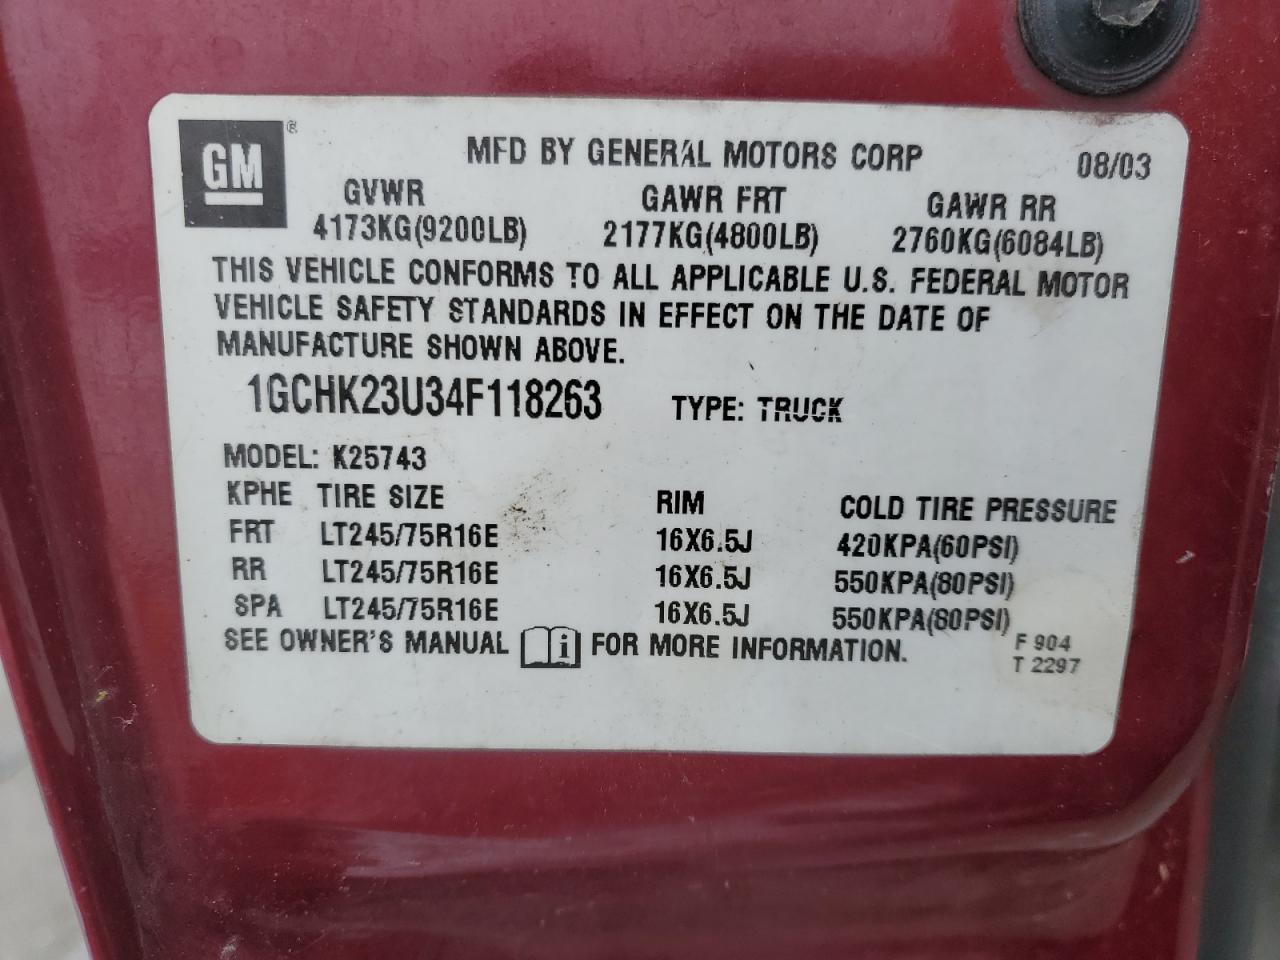 GM ®
MFD BY GENERAL MOTORS CORP 08/03
GVWR GAWR FRT GAWR RR
4173KG(9200LB) 2177KG(4800LB) 2760KG(6084LB)
THIS VEHICLE CONFORMS TO ALL APPLICABLE U.S. FEDERAL MOTOR
VEHICLE SAFETY STANDARDS IN EFFECT ON THE DATE OF
MANUFACTURE SHOWN ABOVE.
1GCHK23U34F118263 TYPE: TRUCK
MODEL: K25743
KPHE TIRE SIZE RIM COLD TIRE PRESSURE
FRT LT245/75R16E 16X6.5J 420KPA(60PSI)
RR LT245/75R16E 16X6.5J 550KPA(80PSI)
SPA LT245/75R16E 16X6.5J 550KPA(80PSI)
SEE OWNER'S MANUAL i FOR MORE INFORMATION.
F 904
T 2297